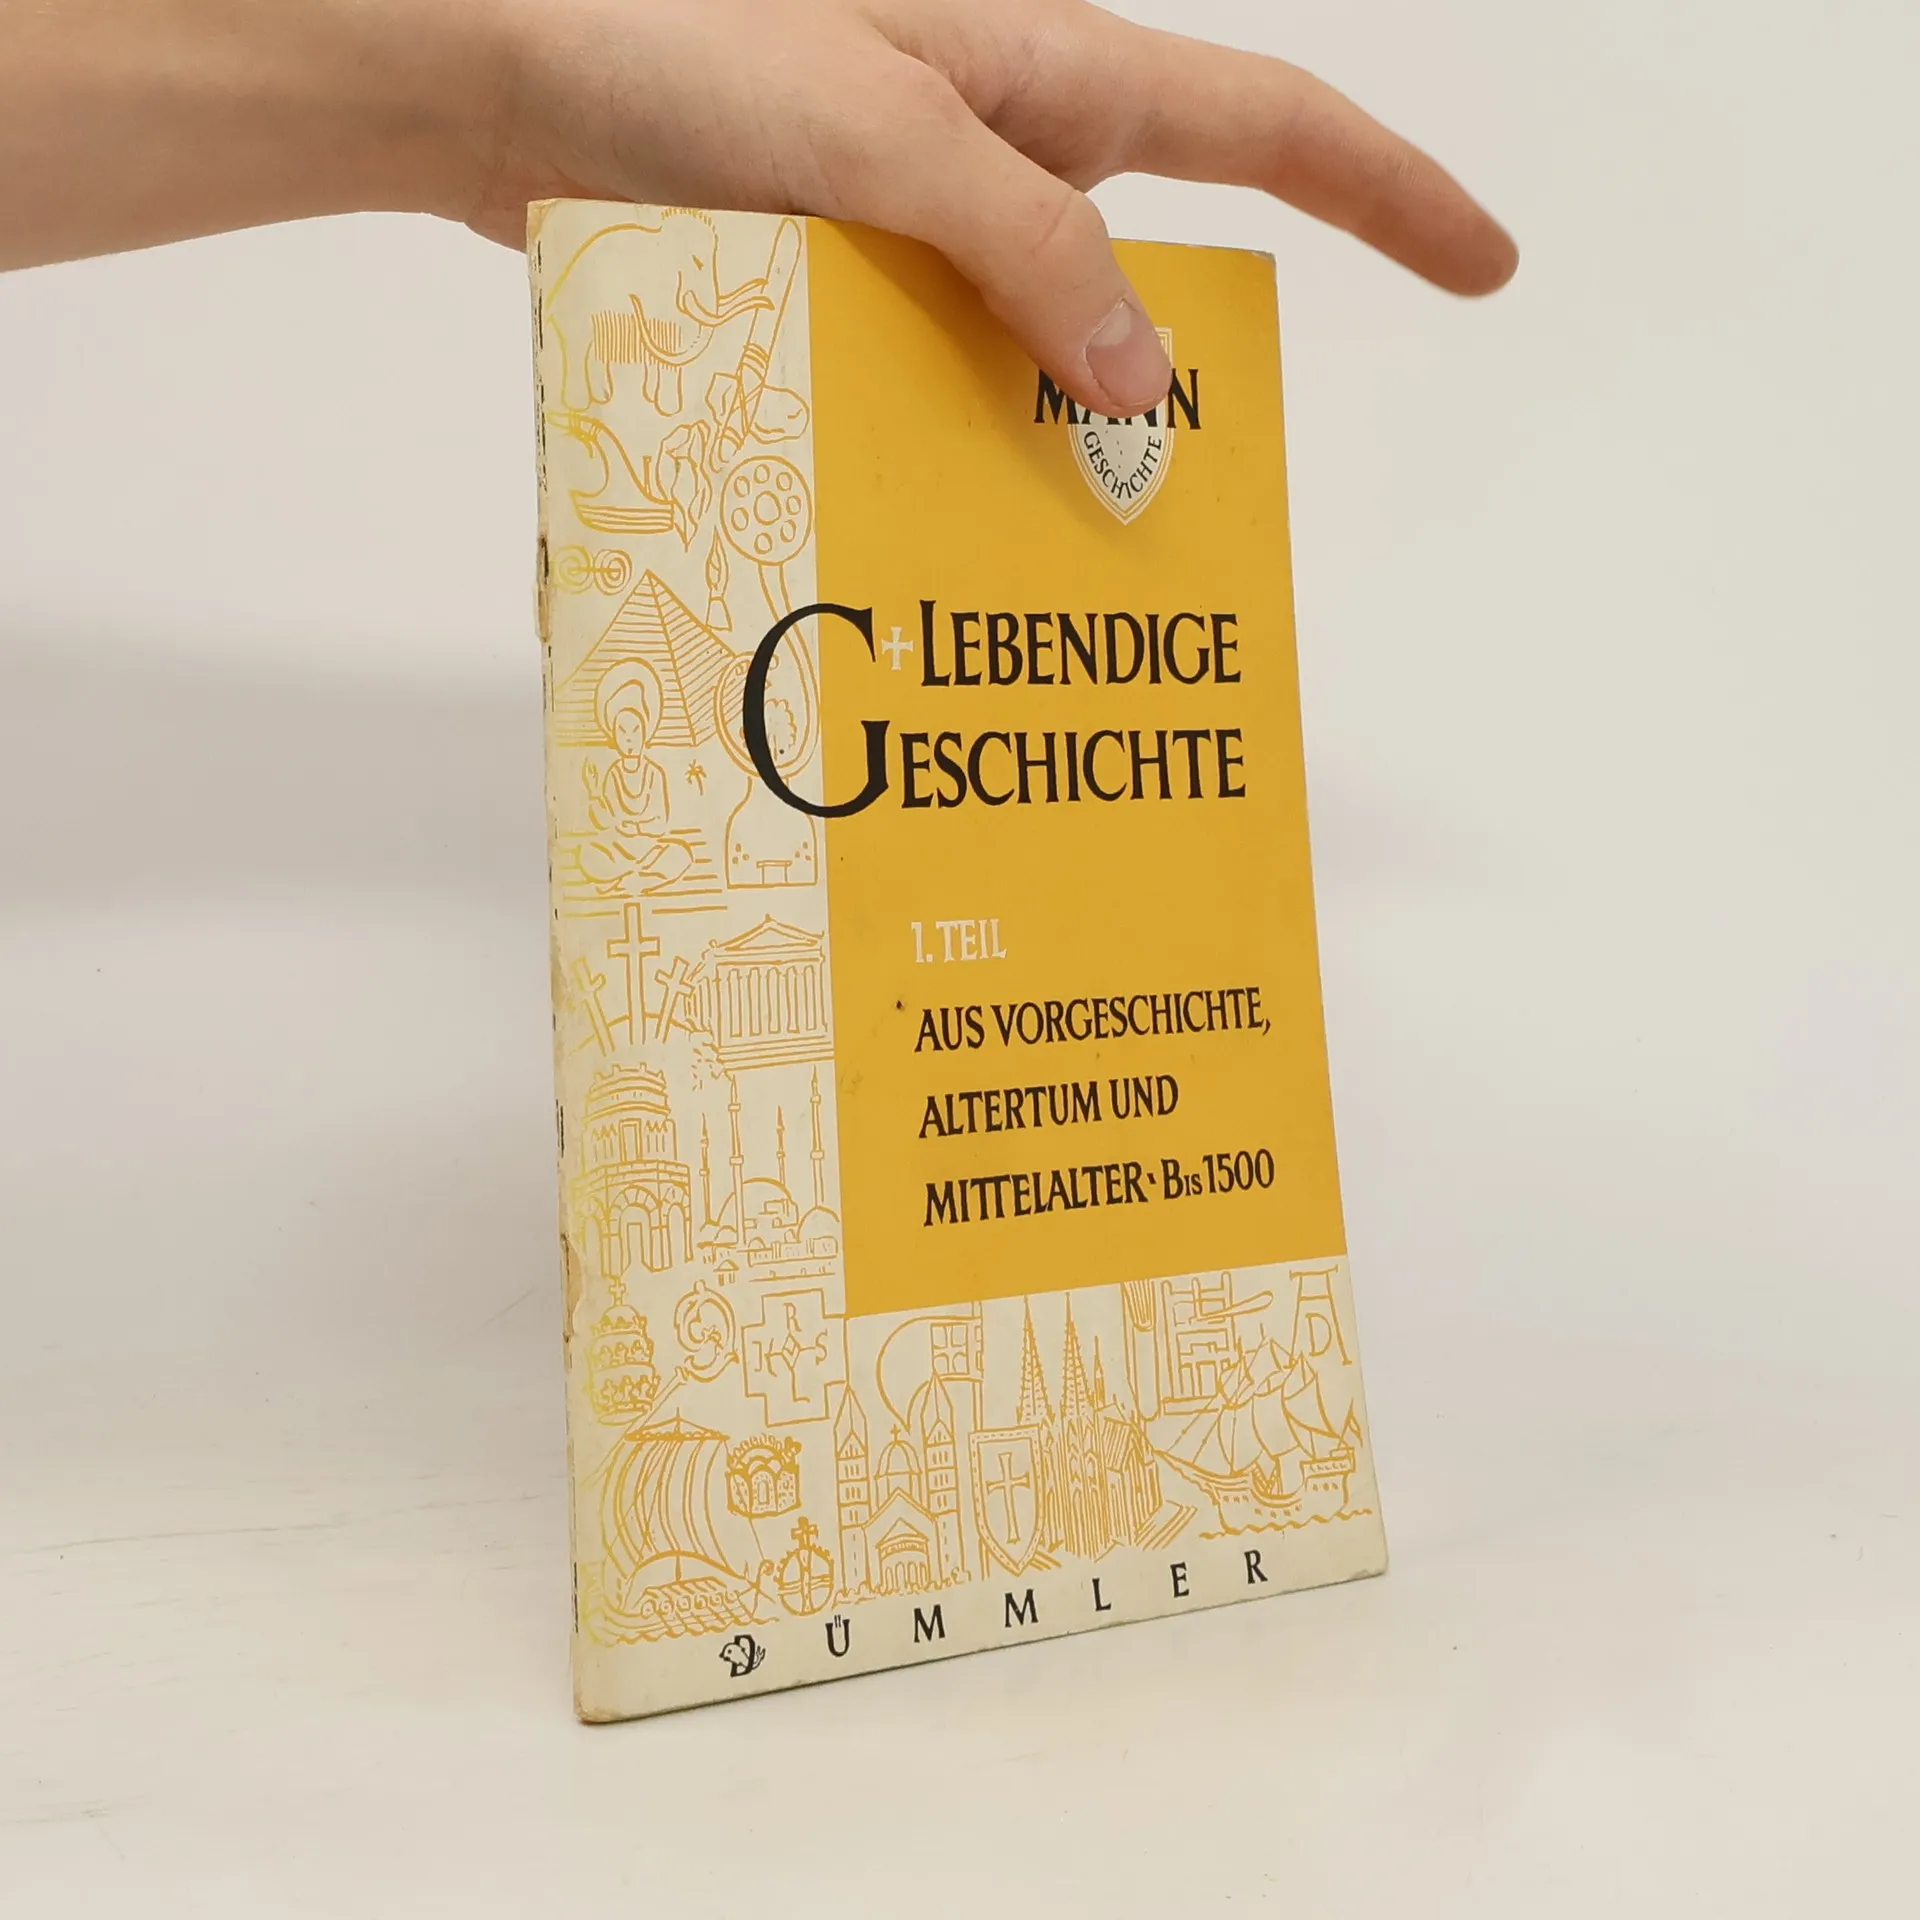 MANN
GESCHICHTE
LEBENDIGE
GESCHICHTE
1. TEIL
AUS VORGESCHICHTE,
ALTERTUM UND
MITTELALTER · BIS 1500
DÜMMLER